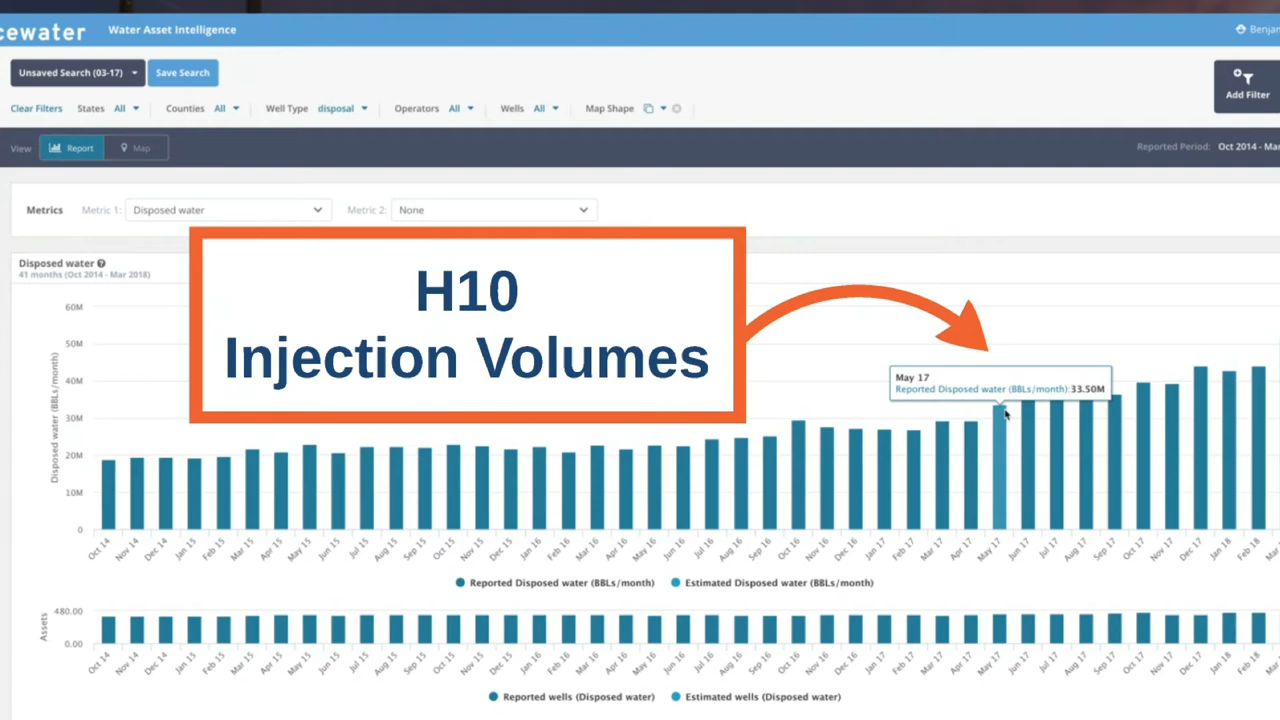 cewater Water Asset Intelligence Benjam
Unsaved Search (03-17) Save Search
Add Filter
Clear Filters States All Counties All Well Type disposal Operators All Wells All Map Shape
View Report Map Reported Period: Oct 2014 - Mar
Metrics Metric 1: Disposed water Metric 2: None
Disposed water
41 months (Oct 2014 - Mar 2018)
H10
Injection Volumes
May 17
Reported Disposed water (BBLs/month): 33.50M
Disposed water (BBLs/month)
60M
50M
40M
30M
20M
10M
0
Oct 14 Nov 14 Dec 14 Jan 15 Feb 15 Mar 15 Apr 15 May 15 Jun 15 Jul 15 Aug 15 Sep 15 Oct 15 Nov 15 Dec 15 Jan 16 Feb 16 Mar 16 Apr 16 May 16 Jun 16 Jul 16 Aug 16 Sep 16 Oct 16 Nov 16 Dec 16 Jan 17 Feb 17 Mar 17 Apr 17 May 17 Jun 17 Jul 17 Aug 17 Sep 17 Oct 17 Nov 17 Dec 17 Jan 18 Feb 18 Mar
Reported Disposed water (BBLs/month) Estimated Disposed water (BBLs/month)
Assets
480.00
0.00
Oct 14 Nov 14 Dec 14 Jan 15 Feb 15 Mar 15 Apr 15 May 15 Jun 15 Jul 15 Aug 15 Sep 15 Oct 15 Nov 15 Dec 15 Jan 16 Feb 16 Mar 16 Apr 16 May 16 Jun 16 Jul 16 Aug 16 Sep 16 Oct 16 Nov 16 Dec 16 Jan 17 Feb 17 Mar 17 Apr 17 May 17 Jun 17 Jul 17 Aug 17 Sep 17 Oct 17 Nov 17 Dec 17 Jan 18 Feb 18 Mar
Reported wells (Disposed water) Estimated wells (Disposed water)